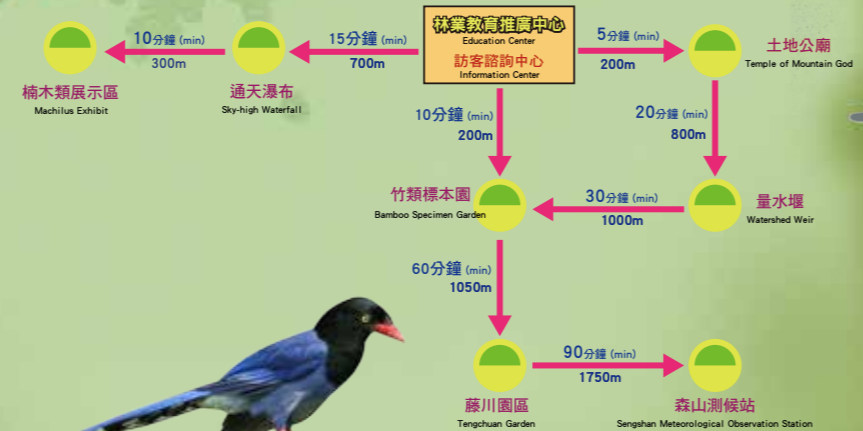 林業教育推廣中心
Education Center
訪客諮詢中心
Information Center
10分鐘 (min)
300m
15分鐘 (min)
700m
5分鐘 (min)
200m
楠木類展示區
Machilus Exhibit
通天瀑布
Sky-high Waterfall
土地公廟
Temple of Mountain God
10分鐘 (min)
200m
20分鐘 (min)
800m
竹類標本園
Bamboo Specimen Garden
30分鐘 (min)
1000m
量水堰
Watershed Weir
60分鐘 (min)
1050m
90分鐘 (min)
1750m
藤川園區
Tengchuan Garden
森山測候站
Sengshan Meteorological Observation Station